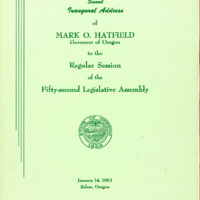 Second
Inaugural Address
of
MARK O. HATFIELD
Governor of Oregon
to the
Regular Session
of the
Fifty-second Legislative Assembly
January 14, 1963
Salem, Oregon